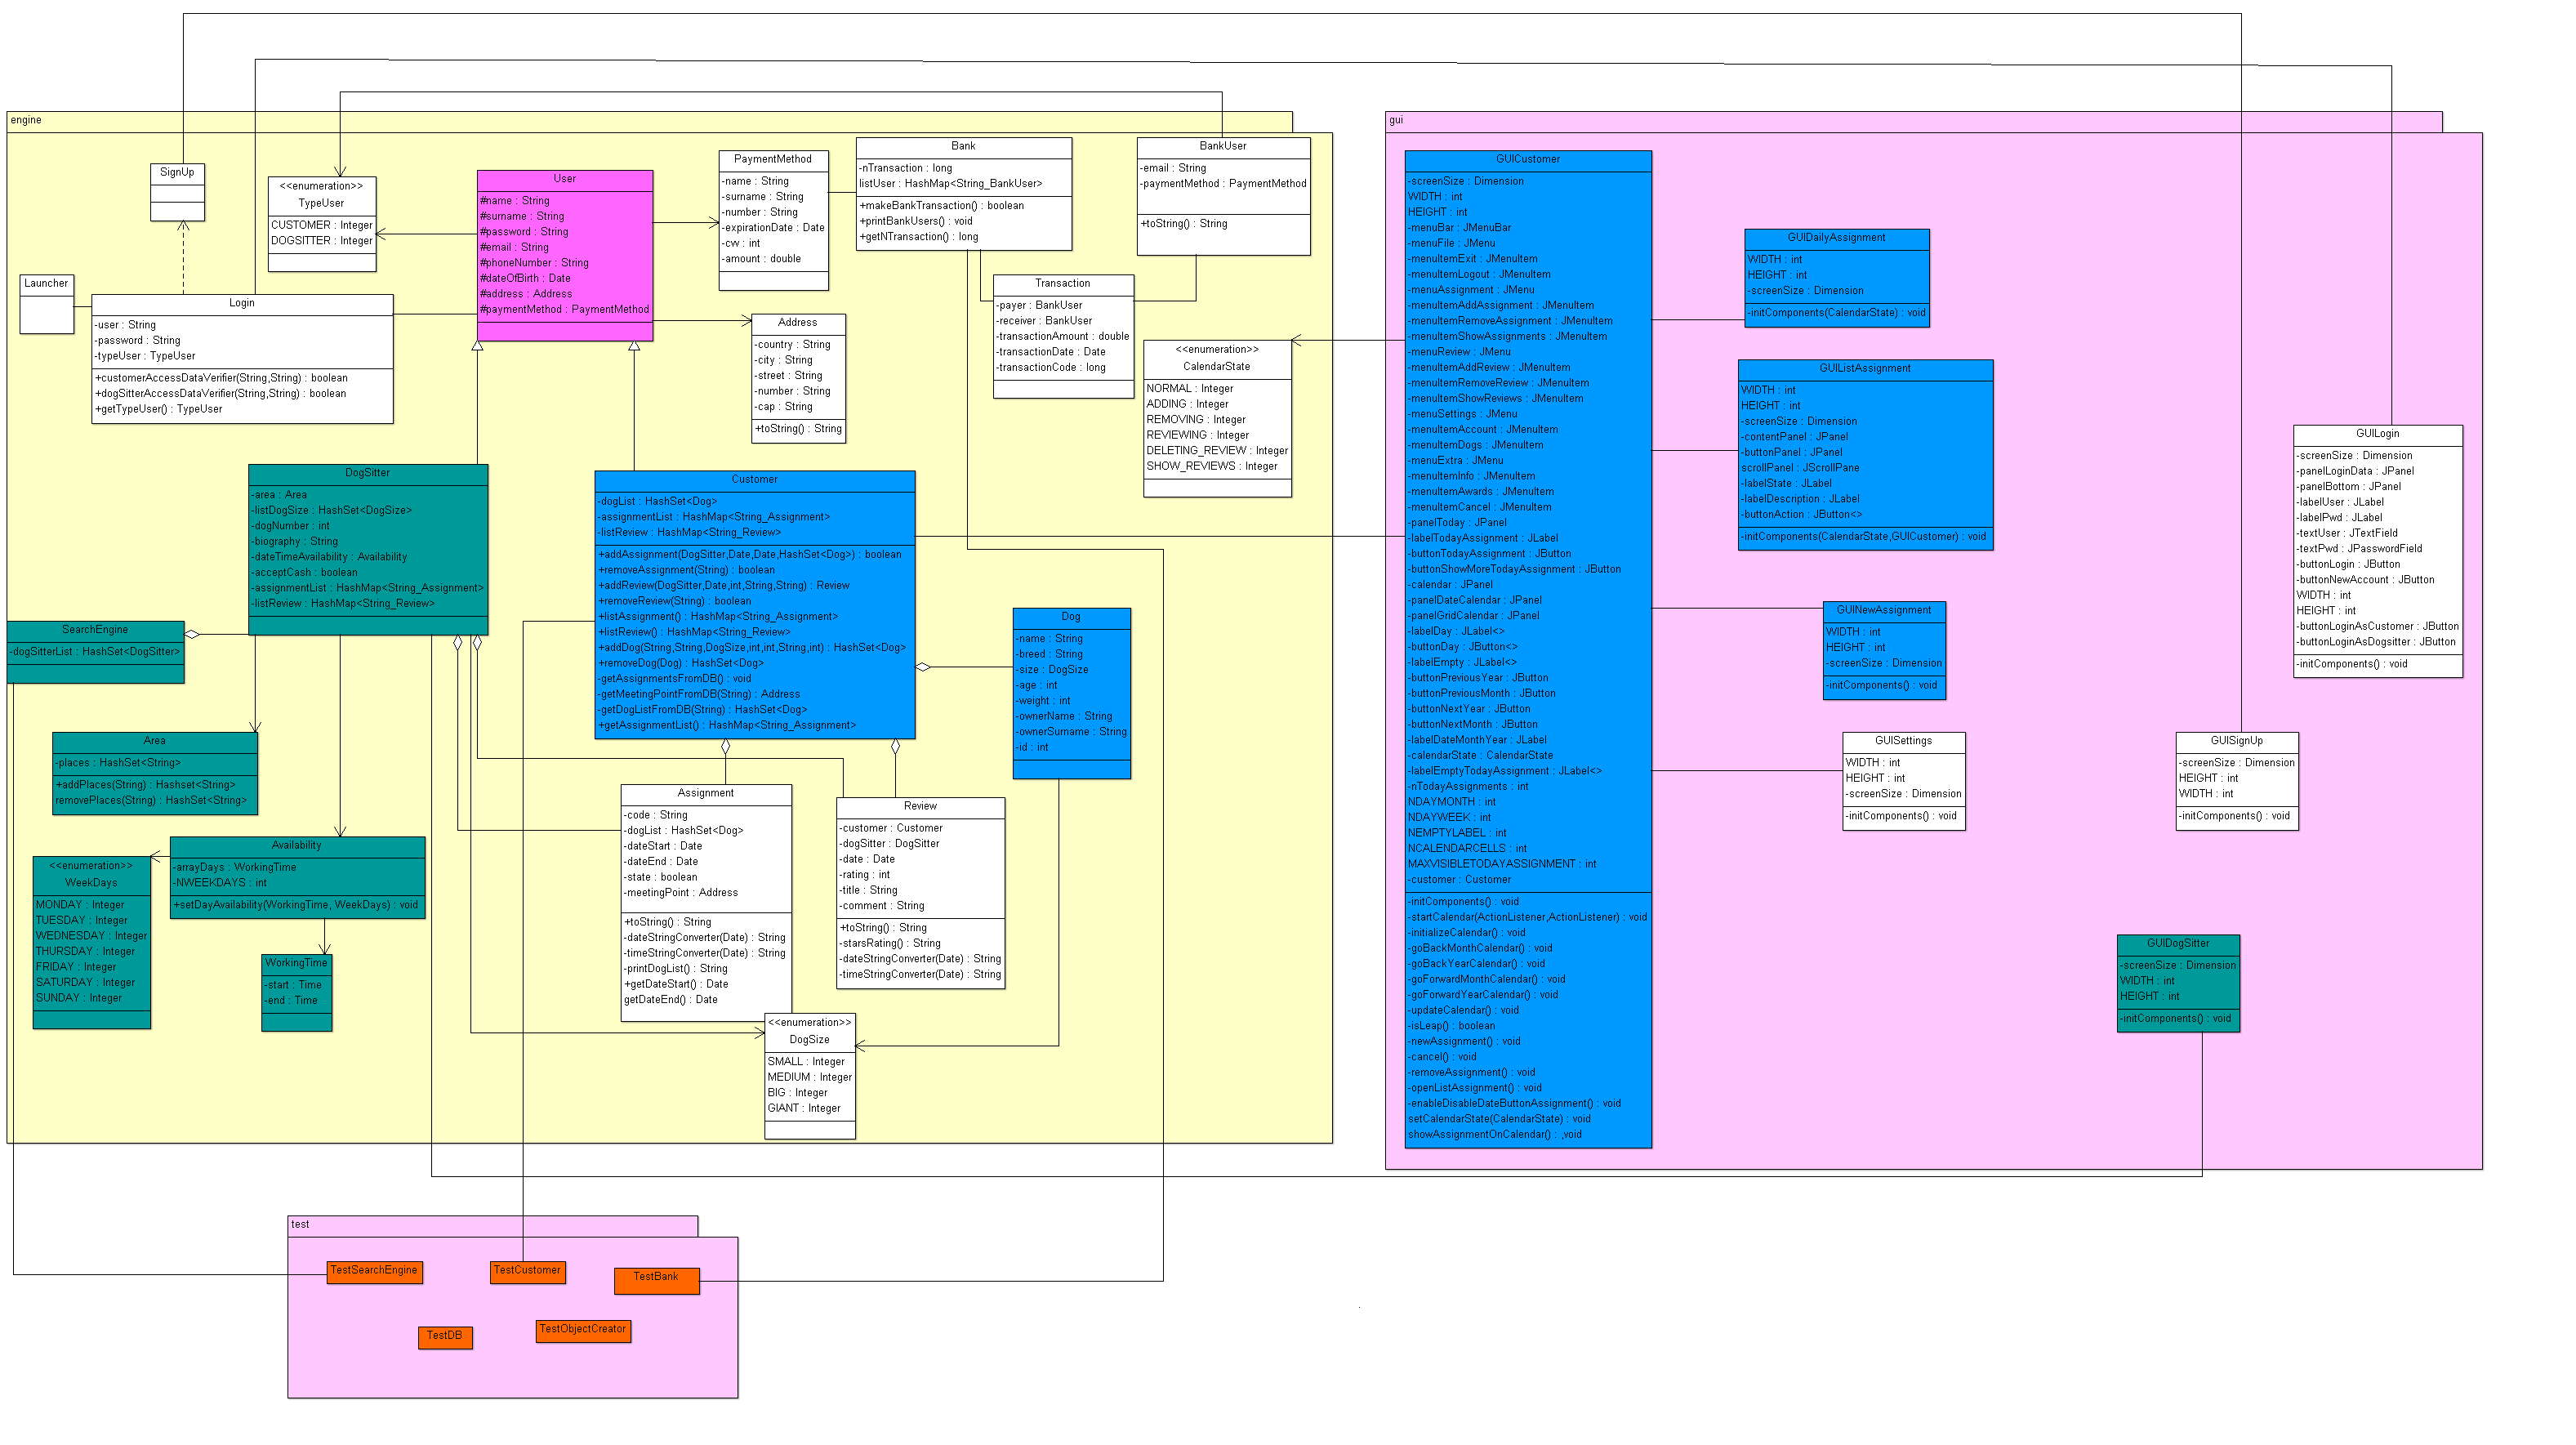 engine
SignUp
<<enumeration>>
TypeUser
CUSTOMER : Integer
DOGSITTER : Integer
User
#name : String
#surname : String
#password : String
#email : String
#phoneNumber : String
#dateOfBirth : Date
#address : Address
#paymentMethod : PaymentMethod
PaymentMethod
-name : String
-surname : String
-number : String
-expirationDate : Date
-cvv : int
-amount : double
Bank
-nTransaction : long
listUser : HashMap<String_BankUser>
+makeBankTransaction() : boolean
+printBankUsers() : void
+getNTransaction() : long
BankUser
-email : String
-paymentMethod : PaymentMethod
+toString() : String
Launcher
Login
-user : String
-password : String
-typeUser : TypeUser
+customerAccessDataVerifier(String,String) : boolean
+dogSitterAccessDataVerifier(String,String) : boolean
+getTypeUser() : TypeUser
Address
-country : String
-city : String
-street : String
-number : String
-cap : String
+toString() : String
Transaction
-payer : BankUser
-receiver : BankUser
-transactionAmount : double
-transactionDate : Date
-transactionCode : long
<<enumeration>>
CalendarState
NORMAL : Integer
ADDING : Integer
REMOVING : Integer
REVIEWING : Integer
DELETING_REVIEW : Integer
SHOW_REVIEWS : Integer
DogSitter
-area : Area
-listDogSize : HashSet<DogSize>
-dogNumber : int
-biography : String
-dateTimeAvailability : Availability
-acceptCash : boolean
-assignmentList : HashMap<String_Assignment>
-listReview : HashMap<String_Review>
Customer
-dogList : HashSet<Dog>
-assignmentList : HashMap<String_Assignment>
-listReview : HashMap<String_Review>
+addAssignment(DogSitter,Date,Date,HashSet<Dog>) : boolean
+removeAssignment(String) : boolean
+addReview(DogSitter,Date,int,String,String) : Review
+removeReview(String) : boolean
+listAssignment() : HashMap<String_Assignment>
+listReview() : HashMap<String_Review>
+addDog(String,String,DogSize,int,int,String,int) : HashSet<Dog>
+removeDog(Dog) : HashSet<Dog>
-getAssignmentsFromDB() : void
-getMeetingPointFromDB(String) : Address
-getDogListFromDB(String) : HashSet<Dog>
+getAssignmentList() : HashMap<String_Assignment>
SearchEngine
-dogSitterList : HashSet<DogSitter>
Dog
-name : String
-breed : String
-size : DogSize
-age : int
-weight : int
-ownerName : String
-ownerSurname : String
-id : int
Area
-places : HashSet<String>
+addPlaces(String) : Hashset<String>
removePlaces(String) : HashSet<String>
Assignment
-code : String
-dogList : HashSet<Dog>
-dateStart : Date
-dateEnd : Date
-state : boolean
-meetingPoint : Address
+toString() : String
-dateStringConverter(Date) : String
-timeStringConverter(Date) : String
-printDogList() : String
+getDateStart() : Date
getDateEnd() : Date
Review
-customer : Customer
-dogSitter : DogSitter
-date : Date
-rating : int
-title : String
-comment : String
+toString() : String
-starsRating() : String
-dateStringConverter(Date) : String
-timeStringConverter(Date) : String
Availability
-arrayDays : WorkingTime
-NWEEKDAYS : int
+setDayAvailability(WorkingTime, WeekDays) : void
<<enumeration>>
WeekDays
MONDAY : Integer
TUESDAY : Integer
WEDNESDAY : Integer
THURSDAY : Integer
FRIDAY : Integer
SATURDAY : Integer
SUNDAY : Integer
WorkingTime
-start : Time
-end : Time
<<enumeration>>
DogSize
SMALL : Integer
MEDIUM : Integer
BIG : Integer
GIANT : Integer
gui
GUICustomer
-screenSize : Dimension
WIDTH : int
HEIGHT : int
-menuBar : JMenuBar
-menuFile : JMenu
-menuItemExit : JMenuItem
-menuItemLogout : JMenuItem
-menuAssignment : JMenu
-menuItemAddAssignment : JMenuItem
-menuItemRemoveAssignment : JMenuItem
-menuItemShowAssignments : JMenuItem
-menuReview : JMenu
-menuItemAddReview : JMenuItem
-menuItemRemoveReview : JMenuItem
-menuItemShowReviews : JMenuItem
-menuSettings : JMenu
-menuItemAccount : JMenuItem
-menuItemDogs : JMenuItem
-menuExtra : JMenu
-menuItemInfo : JMenuItem
-menuItemAwards : JMenuItem
-menuItemCancel : JMenuItem
-panelToday : JPanel
-labelTodayAssignment : JLabel
-buttonTodayAssignment : JButton
-buttonShowMoreTodayAssignment : JButton
-calendar : JPanel
-panelDateCalendar : JPanel
-panelGridCalendar : JPanel
-labelDay : JLabel<>
-buttonDay : JButton<>
-labelEmpty : JLabel<>
-buttonPreviousYear : JButton
-buttonPreviousMonth : JButton
-buttonNextYear : JButton
-buttonNextMonth : JButton
-labelDateMonthYear : JLabel
-calendarState : CalendarState
-labelEmptyTodayAssignment : JLabel<>
-nTodayAssignments : int
NDAYMONTH : int
NDAYWEEK : int
NEMPTYLABEL : int
NCALENDARCELLS : int
MAXVISIBLETODAYASSIGNMENT : int
-customer : Customer
-initComponents() : void
-startCalendar(ActionListener,ActionListener) : void
-initializeCalendar() : void
-goBackMonthCalendar() : void
-goBackYearCalendar() : void
-goForwardMonthCalendar() : void
-goForwardYearCalendar() : void
-updateCalendar() : void
-isLeap() : boolean
-newAssignment() : void
-cancel() : void
-removeAssignment() : void
-openListAssignment() : void
-enableDisableDateButtonAssignment() : void
setCalendarState(CalendarState) : void
showAssignmentOnCalendar() : ,void
GUIDailyAssignment
WIDTH : int
HEIGHT : int
-screenSize : Dimension
-initComponents(CalendarState) : void
GUIListAssignment
WIDTH : int
HEIGHT : int
-screenSize : Dimension
-contentPanel : JPanel
-buttonPanel : JPanel
scrollPanel : JScrollPane
-labelState : JLabel
-labelDescription : JLabel
-buttonAction : JButton<>
-initComponents(CalendarState,GUICustomer) : void
GUINewAssignment
WIDTH : int
HEIGHT : int
-screenSize : Dimension
-initComponents() : void
GUISettings
WIDTH : int
HEIGHT : int
-screenSize : Dimension
-initComponents() : void
GUILogin
-screenSize : Dimension
-panelLoginData : JPanel
-panelBottom : JPanel
-labelUser : JLabel
-labelPwd : JLabel
-textUser : JTextField
-textPwd : JPasswordField
-buttonLogin : JButton
-buttonNewAccount : JButton
WIDTH : int
HEIGHT : int
-buttonLoginAsCustomer : JButton
-buttonLoginAsDogsitter : JButton
-initComponents() : void
GUISignUp
-screenSize : Dimension
HEIGHT : int
WIDTH : int
-initComponents() : void
GUIDogSitter
-screenSize : Dimension
WIDTH : int
HEIGHT : int
-initComponents() : void
test
TestSearchEngine
TestCustomer
TestBank
TestDB
TestObjectCreator